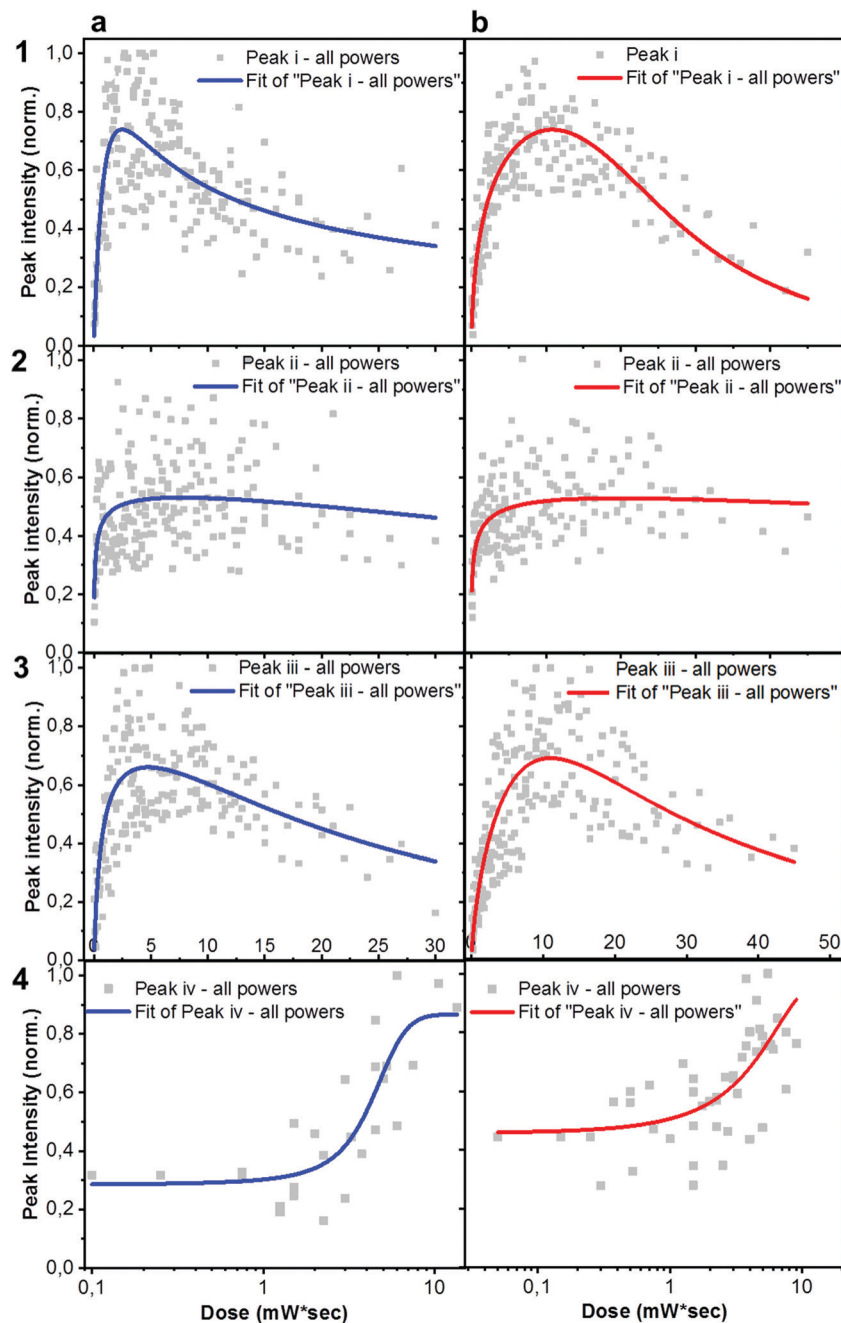 a
b
1
1,0
0,8
0,6
0,4
0,2
0,0
Peak intensity (norm.)
Peak i - all powers
Fit of "Peak i - all powers"
Peak i
Fit of "Peak i - all powers"
2
1,0
0,8
0,6
0,4
0,2
0,0
Peak intensity (norm.)
Peak ii - all powers
Fit of "Peak ii - all powers"
Peak ii - all powers
Fit of "Peak ii - all powers"
3
1,0
0,8
0,6
0,4
0,2
0,0
Peak intensity (norm.)
Peak iii - all powers
Fit of "Peak iii - all powers"
Peak iii - all powers
Fit of "Peak iii - all powers"
0 5 10 15 20 25 30
0 10 20 30 40 50
4
1,0
0,8
0,6
0,4
0,2
0,0
Peak Intensity (norm.)
Peak iv - all powers
Fit of Peak iv - all powers
Peak iv - all powers
Fit of "Peak iv - all powers"
0,1 1 10
0,1 1 10
Dose (mW*sec)
Dose (mW*sec)